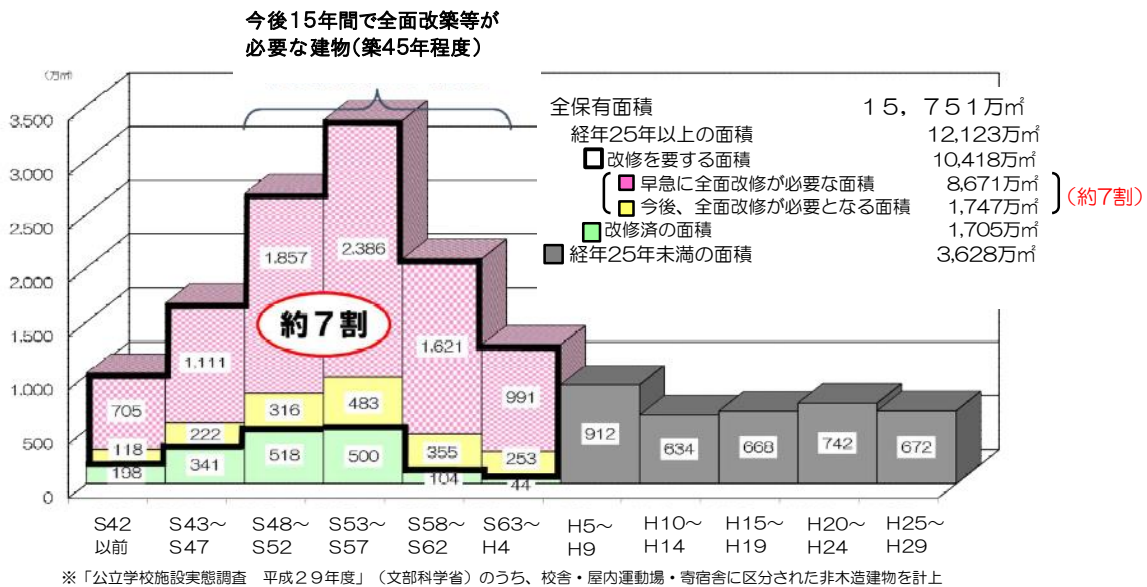 今後15年間で全面改築等が
必要な建物(築45年程度)
(万㎡)
3,500
3,000
2,500
2,000
1,500
1,000
500
0
全保有面積 15,751万㎡
経年25年以上の面積 12,123万㎡
改修を要する面積 10,418万㎡
早急に全面改修が必要な面積 8,671万㎡
今後、全面改修が必要となる面積 1,747万㎡
(約7割)
改修済の面積 1,705万㎡
経年25年未満の面積 3,628万㎡
約7割
705
118
198
1,111
222
341
1,857
316
518
2,386
483
500
1,621
355
104
991
253
44
912
634
668
742
672
S42 S43~ S48~ S53~ S58~ S63~ H5~ H10~ H15~ H20~ H25~
以前 S47 S52 S57 S62 H4 H9 H14 H19 H24 H29
※「公立学校施設実態調査 平成29年度」(文部科学省)のうち、校舎・屋内運動場・寄宿舎に区分された非木造建物を計上